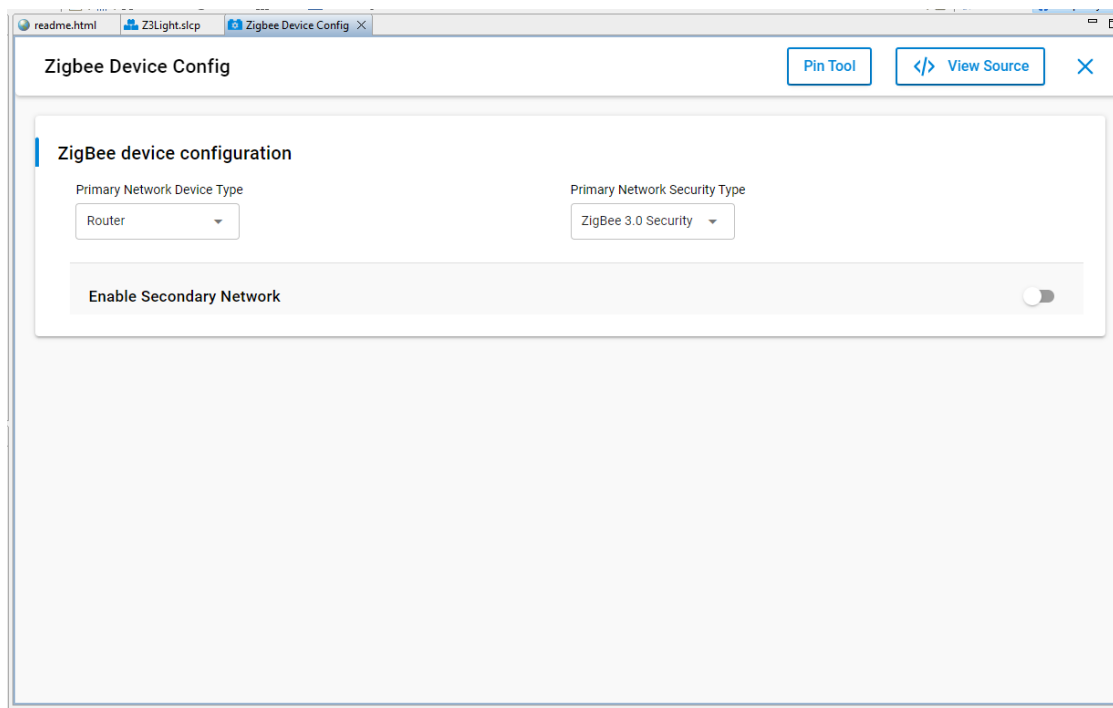 readme.html Z3Light.slcp Zigbee Device Config
Zigbee Device Config Pin Tool </> View Source
ZigBee device configuration
Primary Network Device Type Primary Network Security Type
Router ZigBee 3.0 Security
Enable Secondary Network